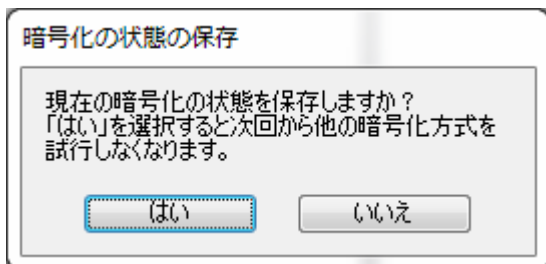 暗号化の状態の保存
現在の暗号化の状態を保存しますか？
「はい」を選択すると次回から他の暗号化方式を
試行しなくなります。
はい
いいえ